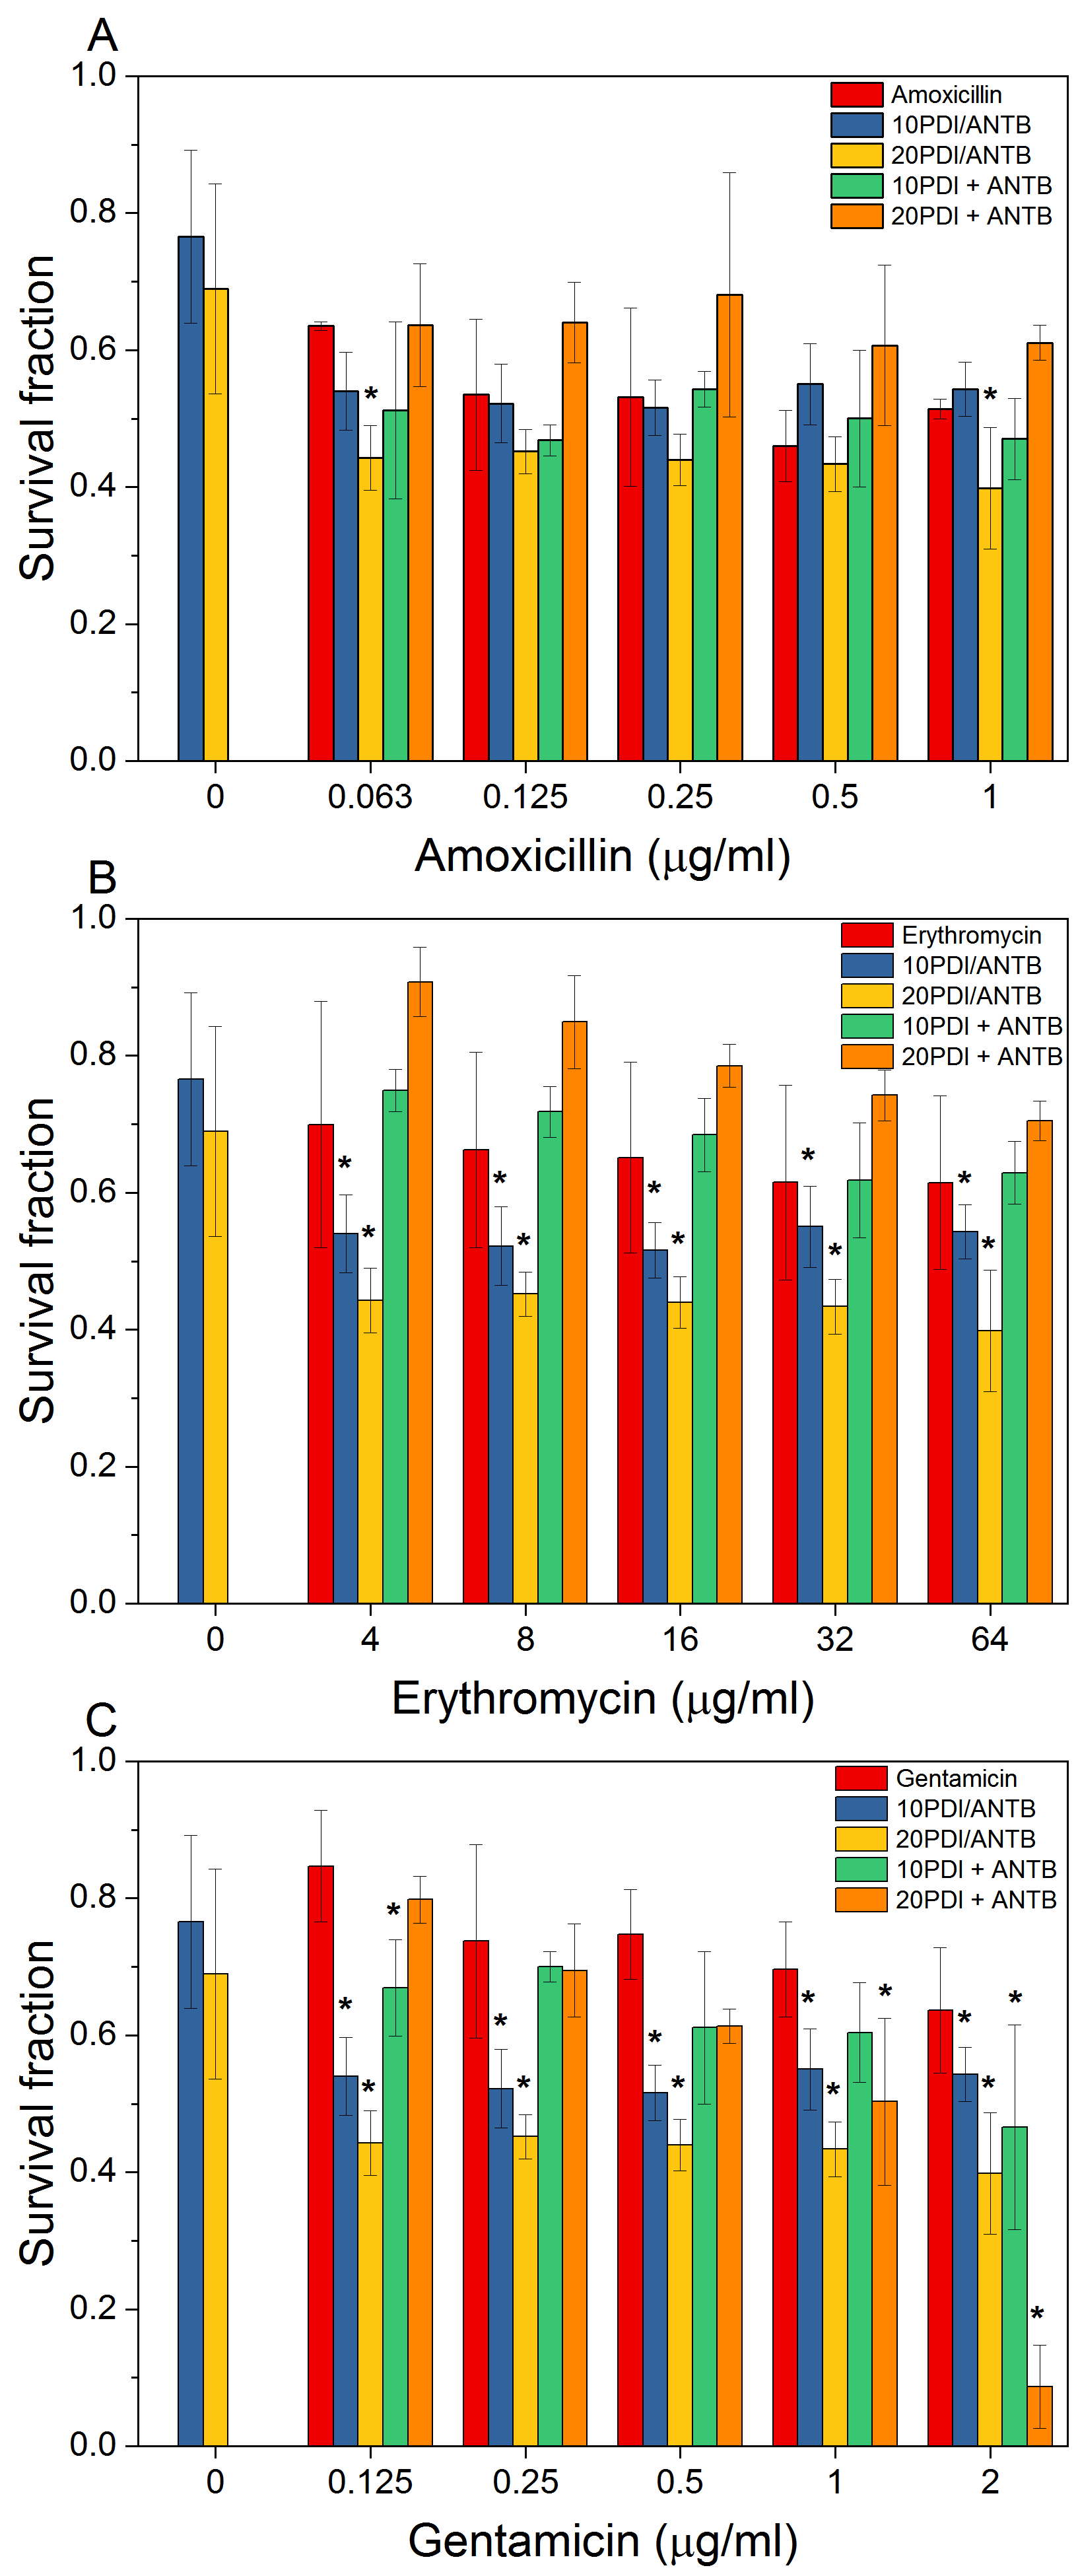 A
1.0
Amoxicillin
10PDI/ANTB
20PDI/ANTB
10PDI + ANTB
20PDI + ANTB
0.8
0.6
0.4
0.2
0.0
Survival fraction
* *
0 0.063 0.125 0.25 0.5 1
Amoxicillin (μg/ml)
B
1.0
Erythromycin
10PDI/ANTB
20PDI/ANTB
10PDI + ANTB
20PDI + ANTB
0.8
0.6
0.4
0.2
0.0
Survival fraction
* * * * * * * * * *
0 4 8 16 32 64
Erythromycin (μg/ml)
C
1.0
Gentamicin
10PDI/ANTB
20PDI/ANTB
10PDI + ANTB
20PDI + ANTB
0.8
0.6
0.4
0.2
0.0
Survival fraction
* * * * * * * * * * * * * *
0 0.125 0.25 0.5 1 2
Gentamicin (μg/ml)